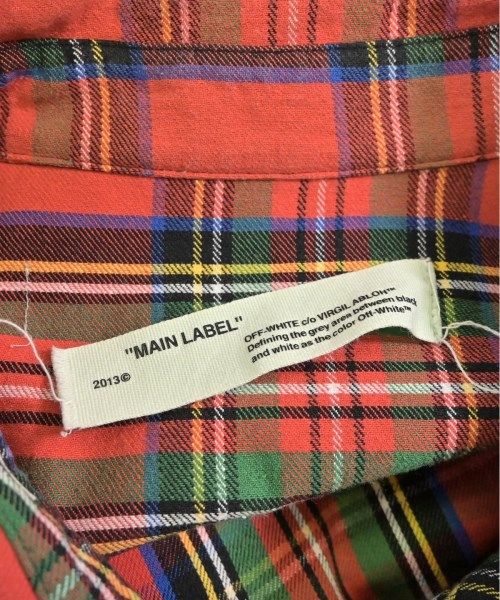 "MAIN LABEL"
2013©
OFF-WHITE c/o VIRGIL ABLOH™
Defining the grey area between black
and white as the color Off-White™